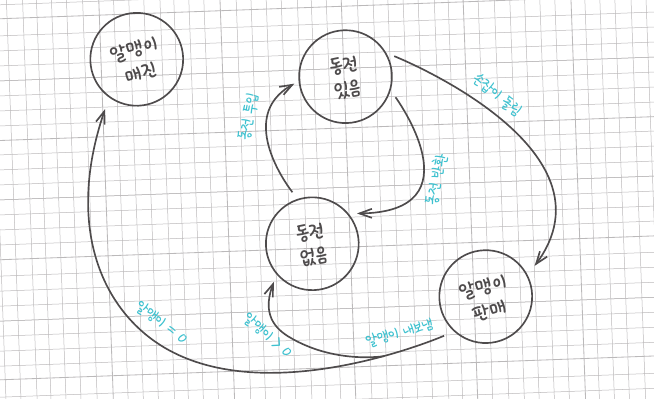 알맹이
매진
동전
있음
손잡이 돌림
동전 투입
동전 반환
동전
없음
알맹이
판매
알맹이 = 0
알맹이 > 0
알맹이 내보냄